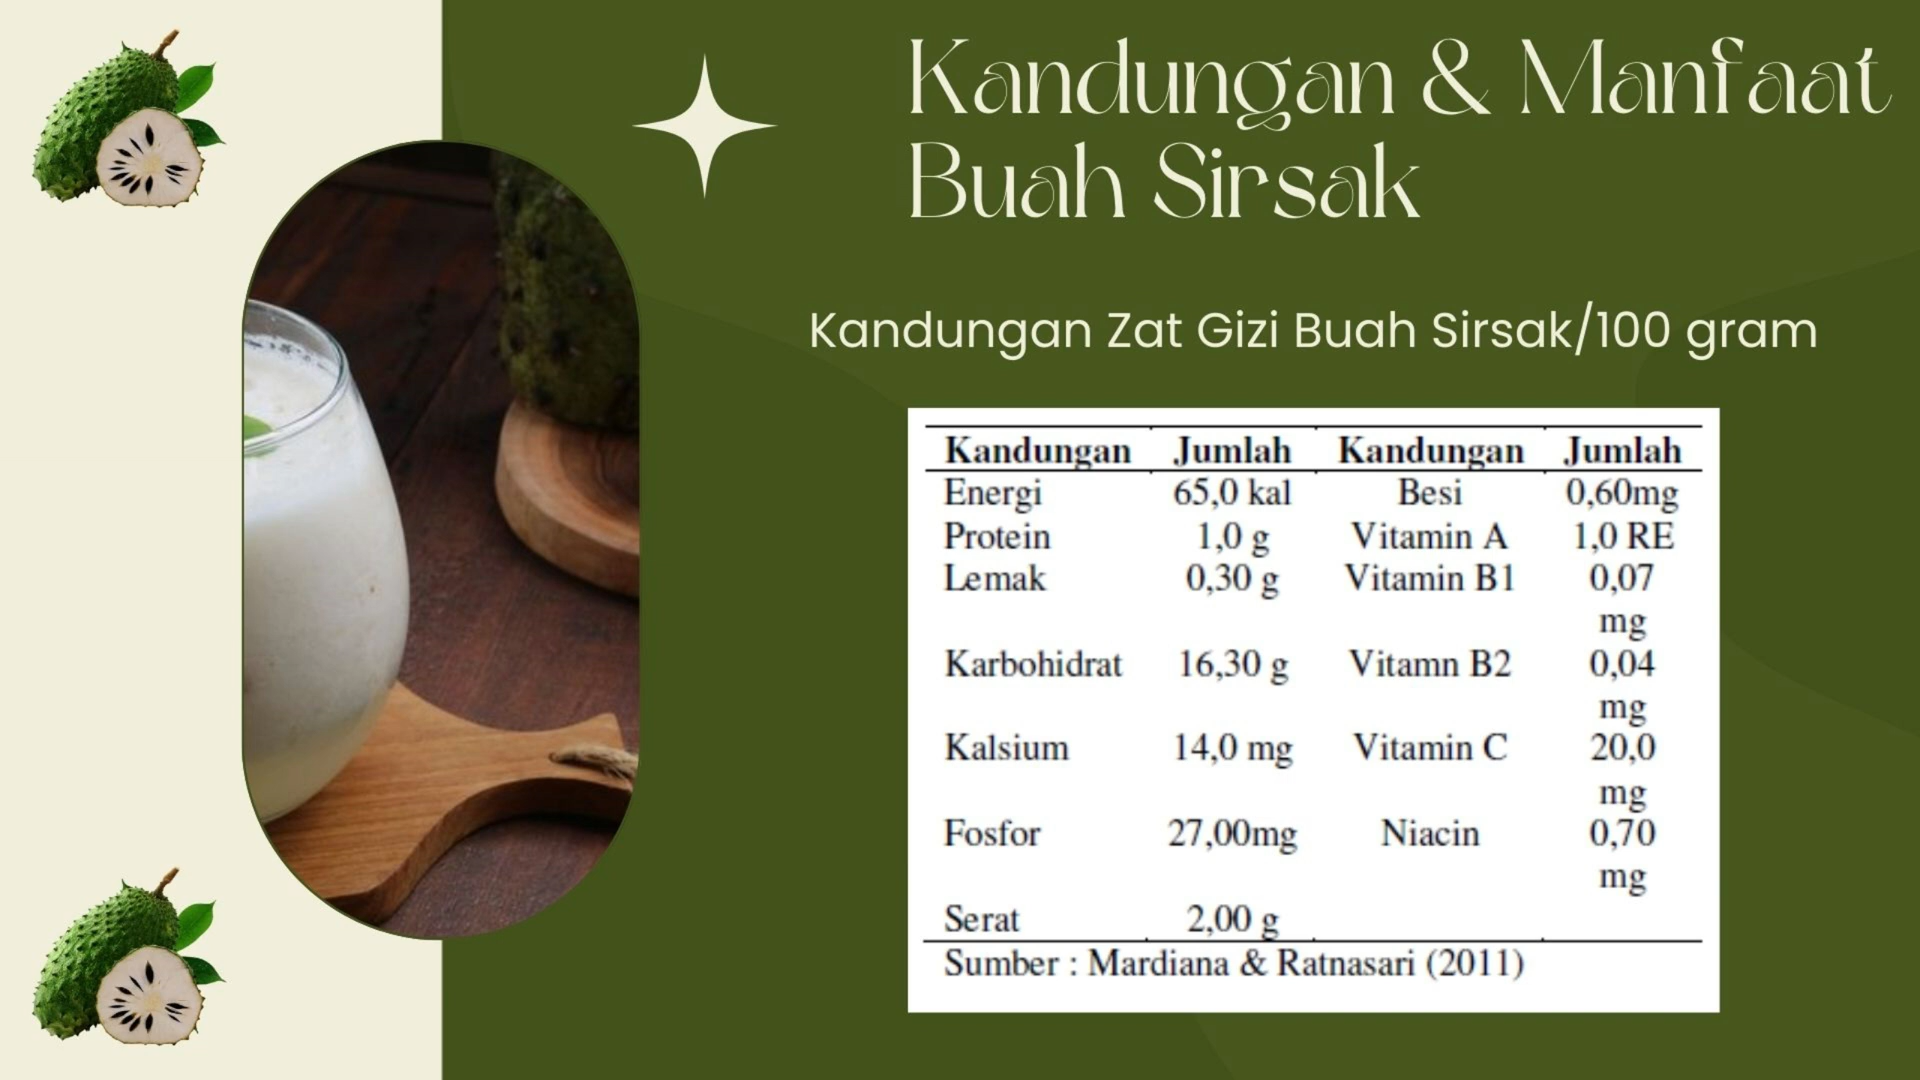 Kandungan & Manfaat
Buah Sirsak
Kandungan Zat Gizi Buah Sirsak/100 gram
Kandungan Jumlah Kandungan Jumlah
Energi 65,0 kal Besi 0,60mg
Protein 1,0 g Vitamin A 1,0 RE
Lemak 0,30 g Vitamin B1 0,07
mg
Karbohidrat 16,30 g Vitamn B2 0,04
mg
Kalsium 14,0 mg Vitamin C 20,0
mg
Fosfor 27,00mg Niacin 0,70
mg
Serat 2,00 g
Sumber : Mardiana & Ratnasari (2011)